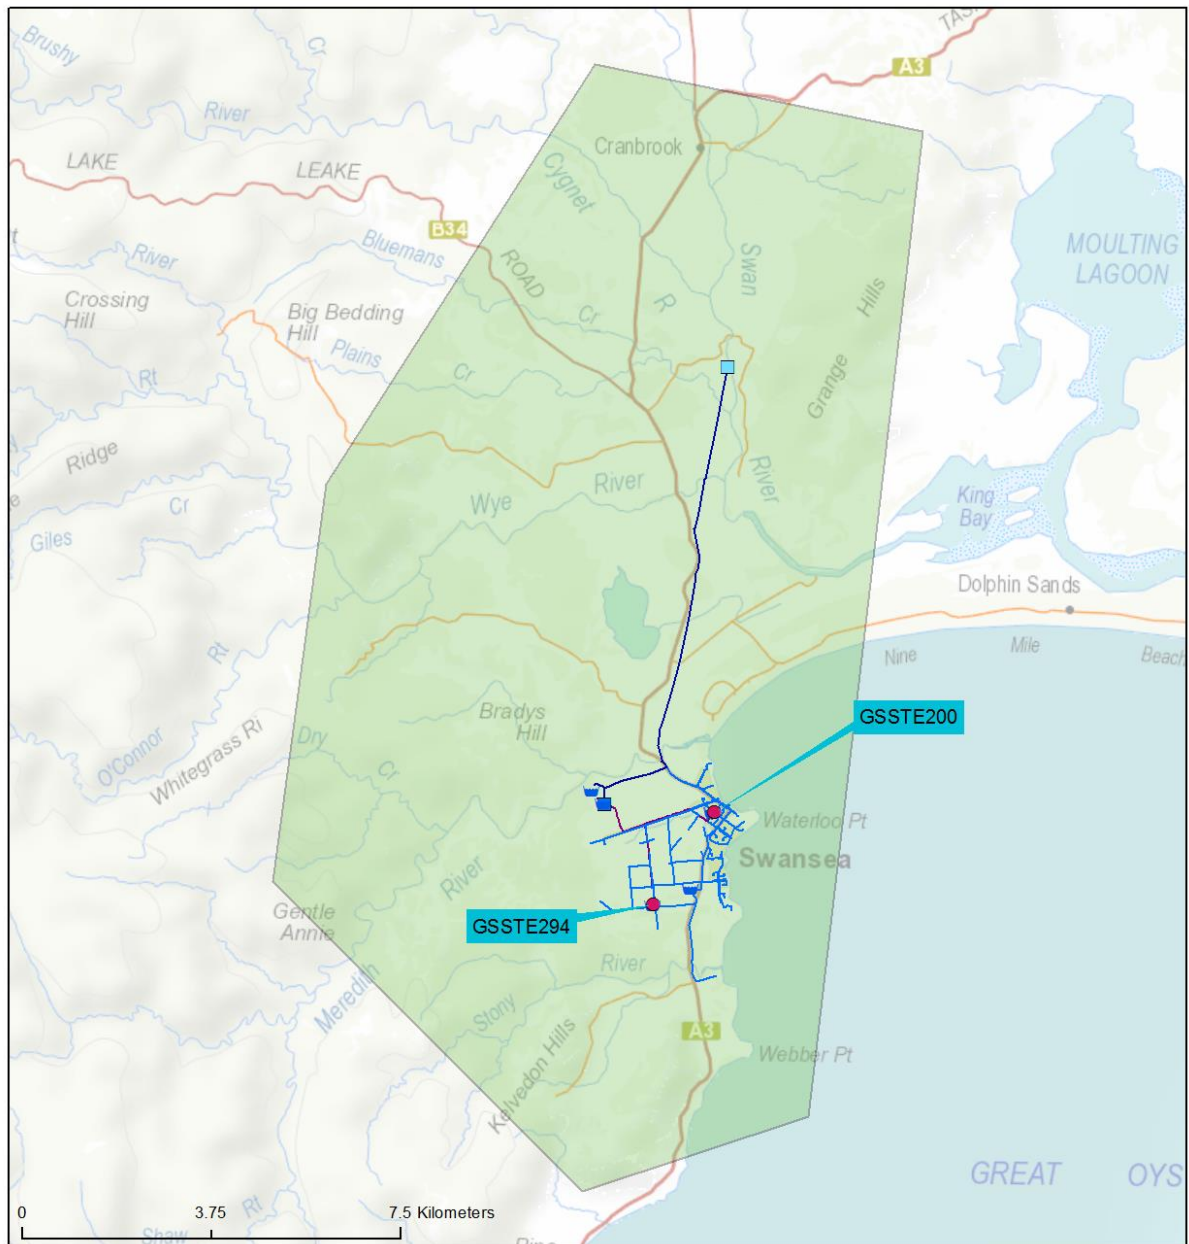 TAS
A3
Brushy
Cr
River
Cranbrook
LAKE
LEAKE
Cygnet
B34
Bluemans
River
ROAD
Swan
MOULTING
LAGOON
Crossing
Hill
Big Bedding
Hill
R
Cr
Hills
Plains
Cr
Rt
Grange
Ridge
Cr
Giles
Wye
River
River
King
Bay
Dolphin Sands
Rt
Nine
Mile
Beach
Bradys
Hill
GSSTE200
Dry
Cr
O'Connor
Whitegrass Ri
Waterloo Pt
Swansea
River
Gentle
Annie
GSSTE294
River
Meredith
Stony
A3
Kelvedon Hills
Webber Pt
GREAT
OYS
0
3.75
7.5 Kilometers
Rt
Shaw